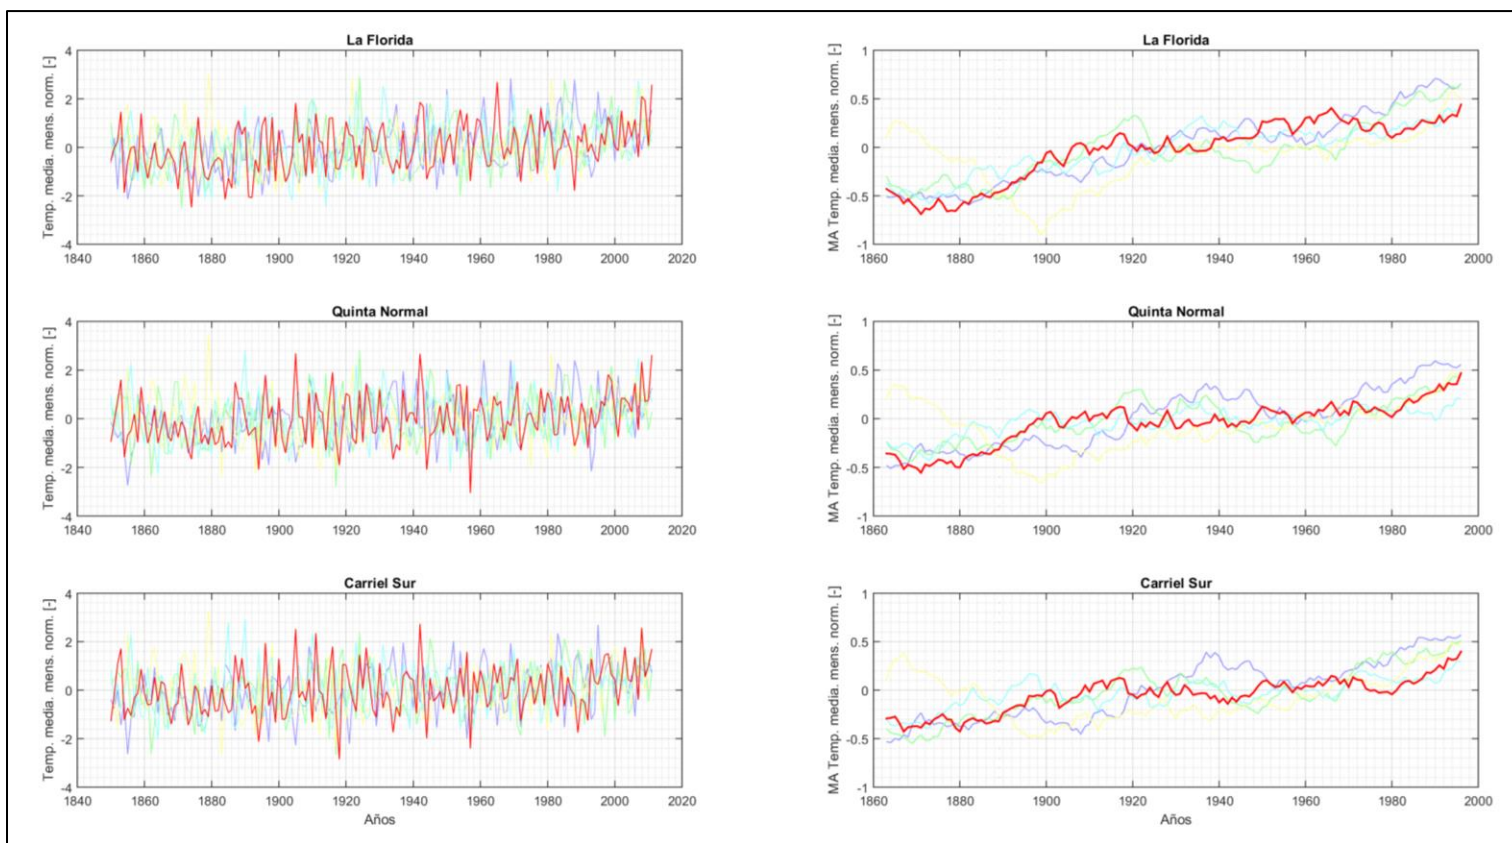 La Florida
Temp. media. mens. norm. [-]
4
2
0
-2
-4
1840 1860 1880 1900 1920 1940 1960 1980 2000 2020
La Florida
MA Temp. media. mens. norm. [-]
1
0.5
0
-0.5
-1
1860 1880 1900 1920 1940 1960 1980 2000
Quinta Normal
Temp. media. mens. norm. [-]
4
2
0
-2
-4
1840 1860 1880 1900 1920 1940 1960 1980 2000 2020
Quinta Normal
MA Temp. media. mens. norm. [-]
1
0.5
0
-0.5
-1
1860 1880 1900 1920 1940 1960 1980 2000
Carriel Sur
Temp. media. mens. norm. [-]
4
2
0
-2
-4
1840 1860 1880 1900 1920 1940 1960 1980 2000 2020
Años
Carriel Sur
MA Temp. media. mens. norm. [-]
1
0.5
0
-0.5
-1
1860 1880 1900 1920 1940 1960 1980 2000
Años